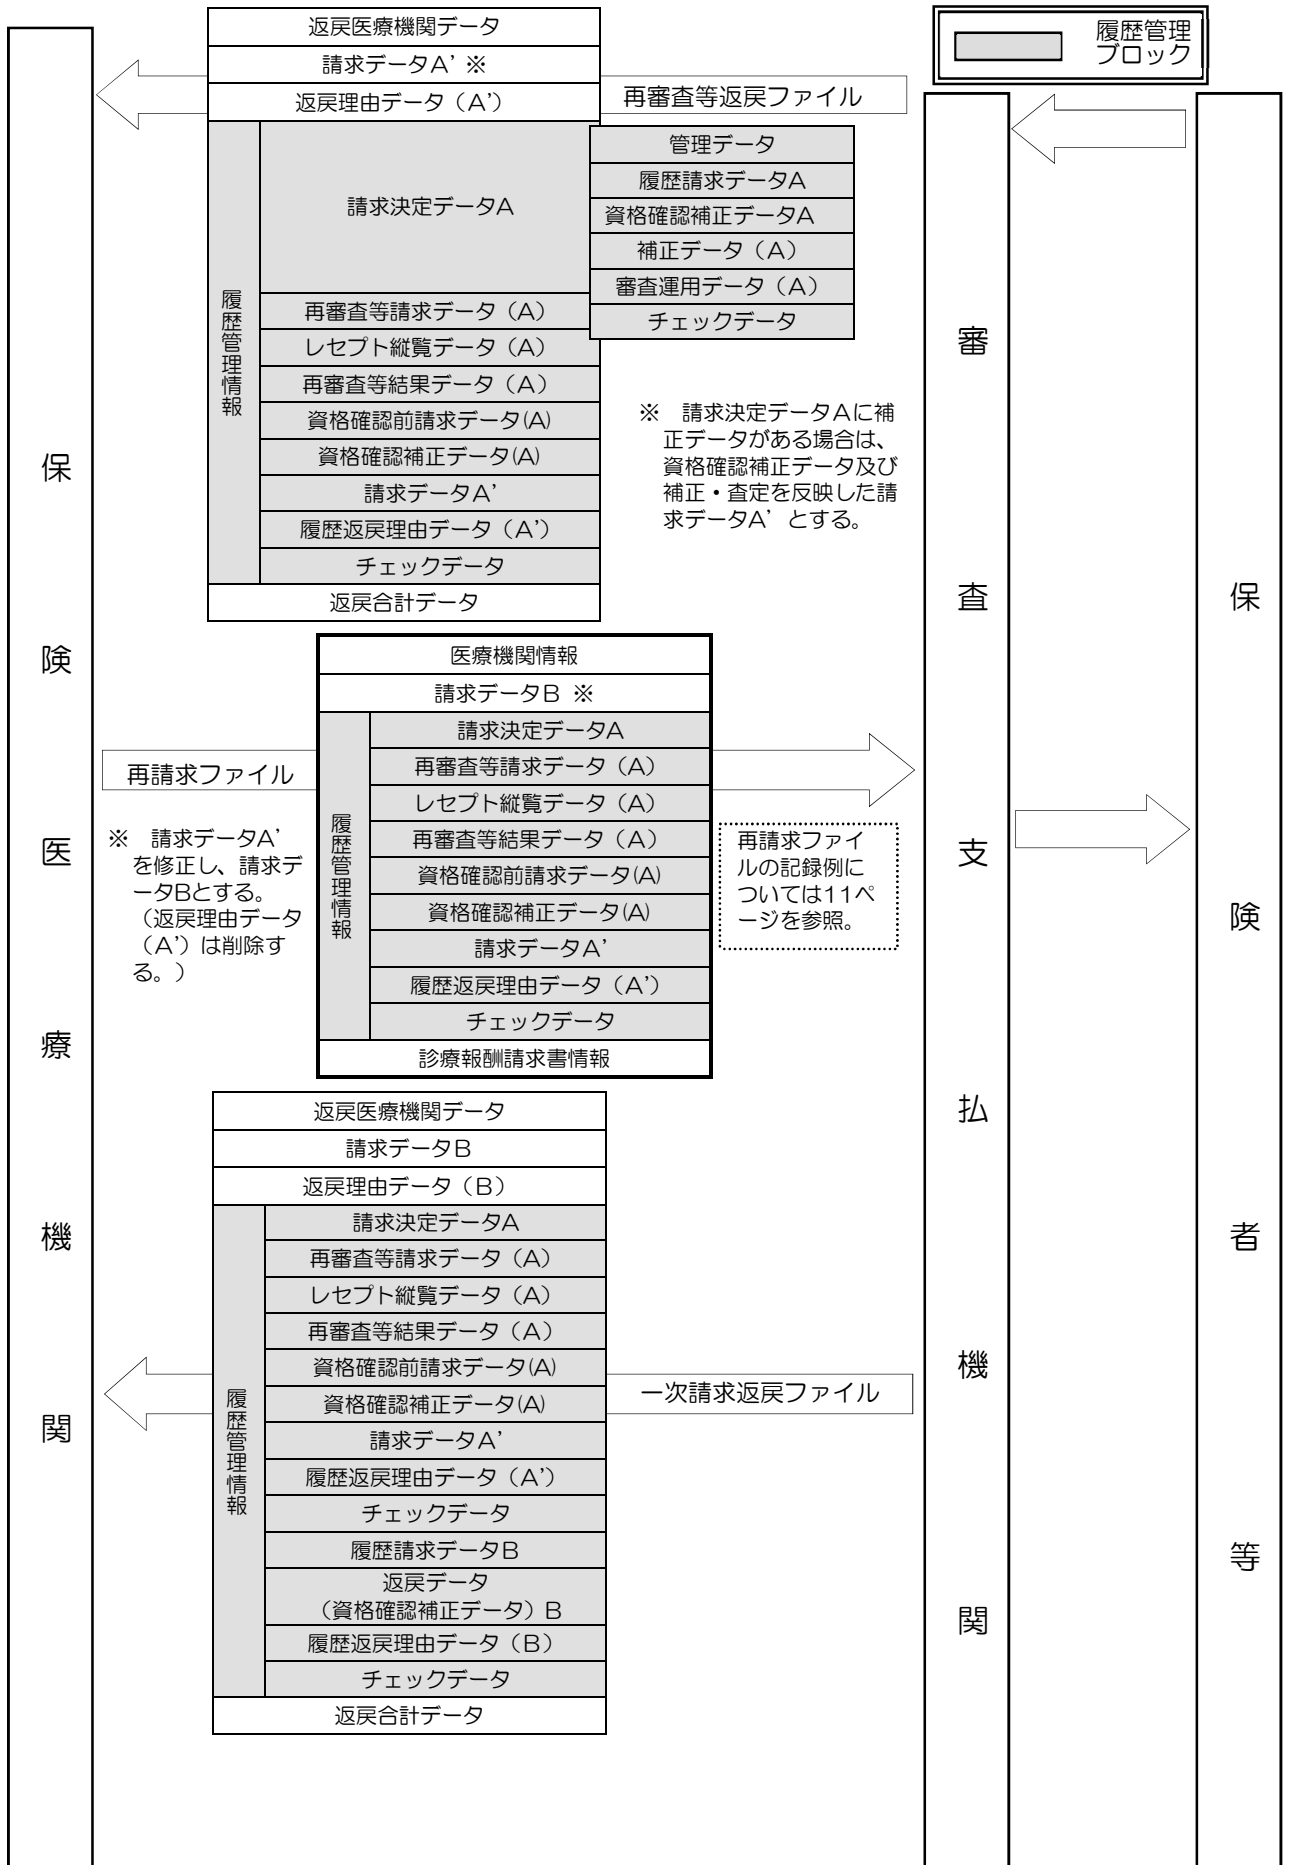 履歴管理
ブロック
保険医療機関
審査支払機関
保険者等
再審査等返戻ファイル
返戻医療機関データ
請求データA’ ※
返戻理由データ（A’）
履歴管理情報
請求決定データA
管理データ
履歴請求データA
資格確認補正データA
補正データ（A）
審査運用データ（A）
チェックデータ
再審査等請求データ（A）
レセプト縦覧データ（A）
再審査等結果データ（A）
資格確認前請求データ(A)
資格確認補正データ(A)
請求データA’
履歴返戻理由データ（A’）
チェックデータ
返戻合計データ
※　請求決定データAに補
正データがある場合は、
資格確認補正データ及び
補正・査定を反映した請
求データA’とする。
再請求ファイル
※　請求データA’
を修正し、請求デ
ータBとする。
（返戻理由データ
（A’）は削除す
る。）
医療機関情報
請求データB ※
履歴管理情報
請求決定データA
再審査等請求データ（A）
レセプト縦覧データ（A）
再審査等結果データ（A）
資格確認前請求データ(A)
資格確認補正データ(A)
請求データA’
履歴返戻理由データ（A’）
チェックデータ
診療報酬請求書情報
再請求ファイ
ルの記録例に
ついては11ペ
ージを参照。
一次請求返戻ファイル
返戻医療機関データ
請求データB
返戻理由データ（B）
履歴管理情報
請求決定データA
再審査等請求データ（A）
レセプト縦覧データ（A）
再審査等結果データ（A）
資格確認前請求データ(A)
資格確認補正データ(A)
請求データA’
履歴返戻理由データ（A’）
チェックデータ
履歴請求データB
返戻データ
（資格確認補正データ）B
履歴返戻理由データ（B）
チェックデータ
返戻合計データ